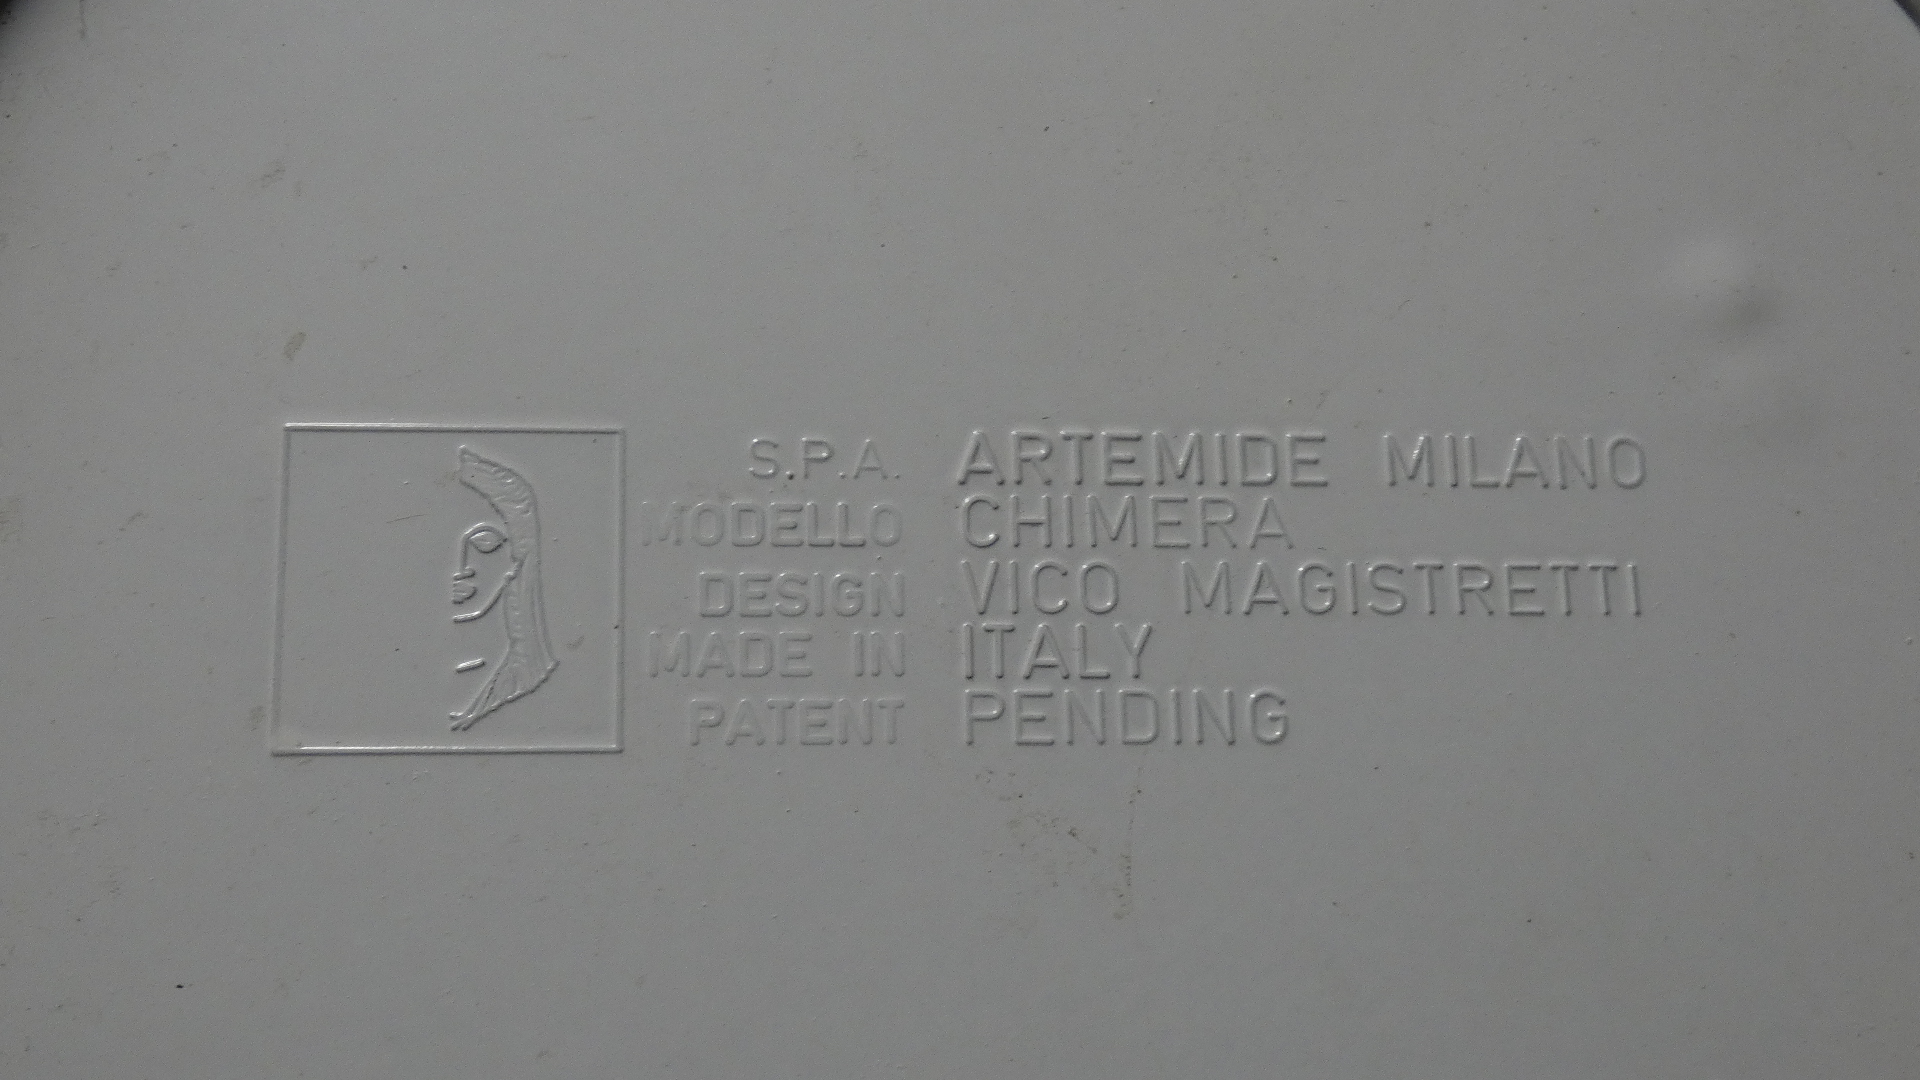 S.P.A. ARTEMIDE MILANO
MODELLO CHIMERA
DESIGN VICO MAGISTRETTI
MADE IN ITALY
PATENT PENDING